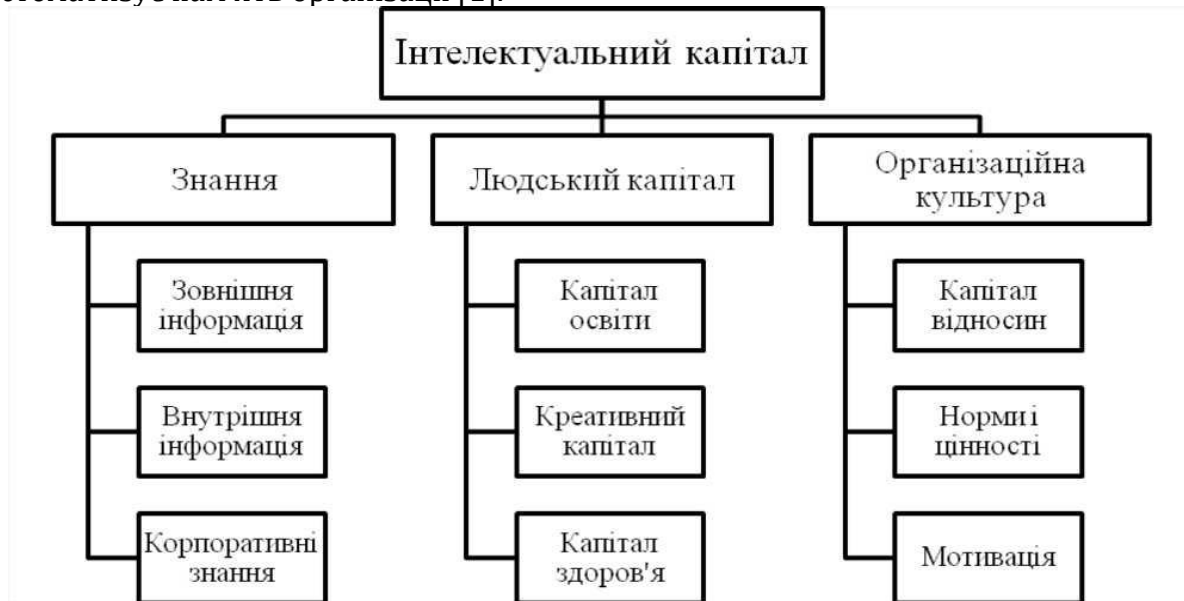 організації
Інтелектуальний капітал
Знання
Людський капітал
Організаційна
культура
Зовнішня
інформація
Внутрішня
інформація
Корпоративні
знання
Капітал
освіти
Креативний
капітал
Капітал
здоров'я
Капітал
відносин
Норми і
цінності
Мотивація